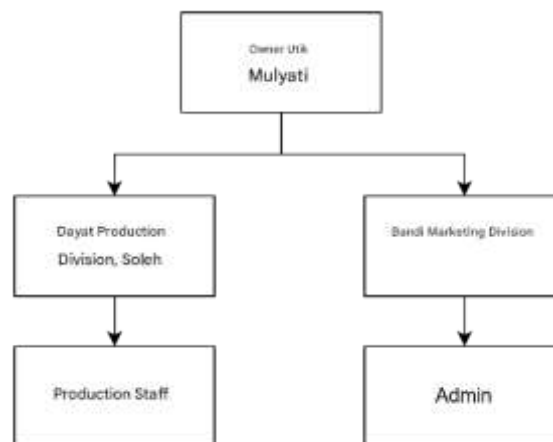 Owner Utik
Mulyati
Dayat Production
Division, Soleh
Bandi Marketing Division
Production Staff
Admin